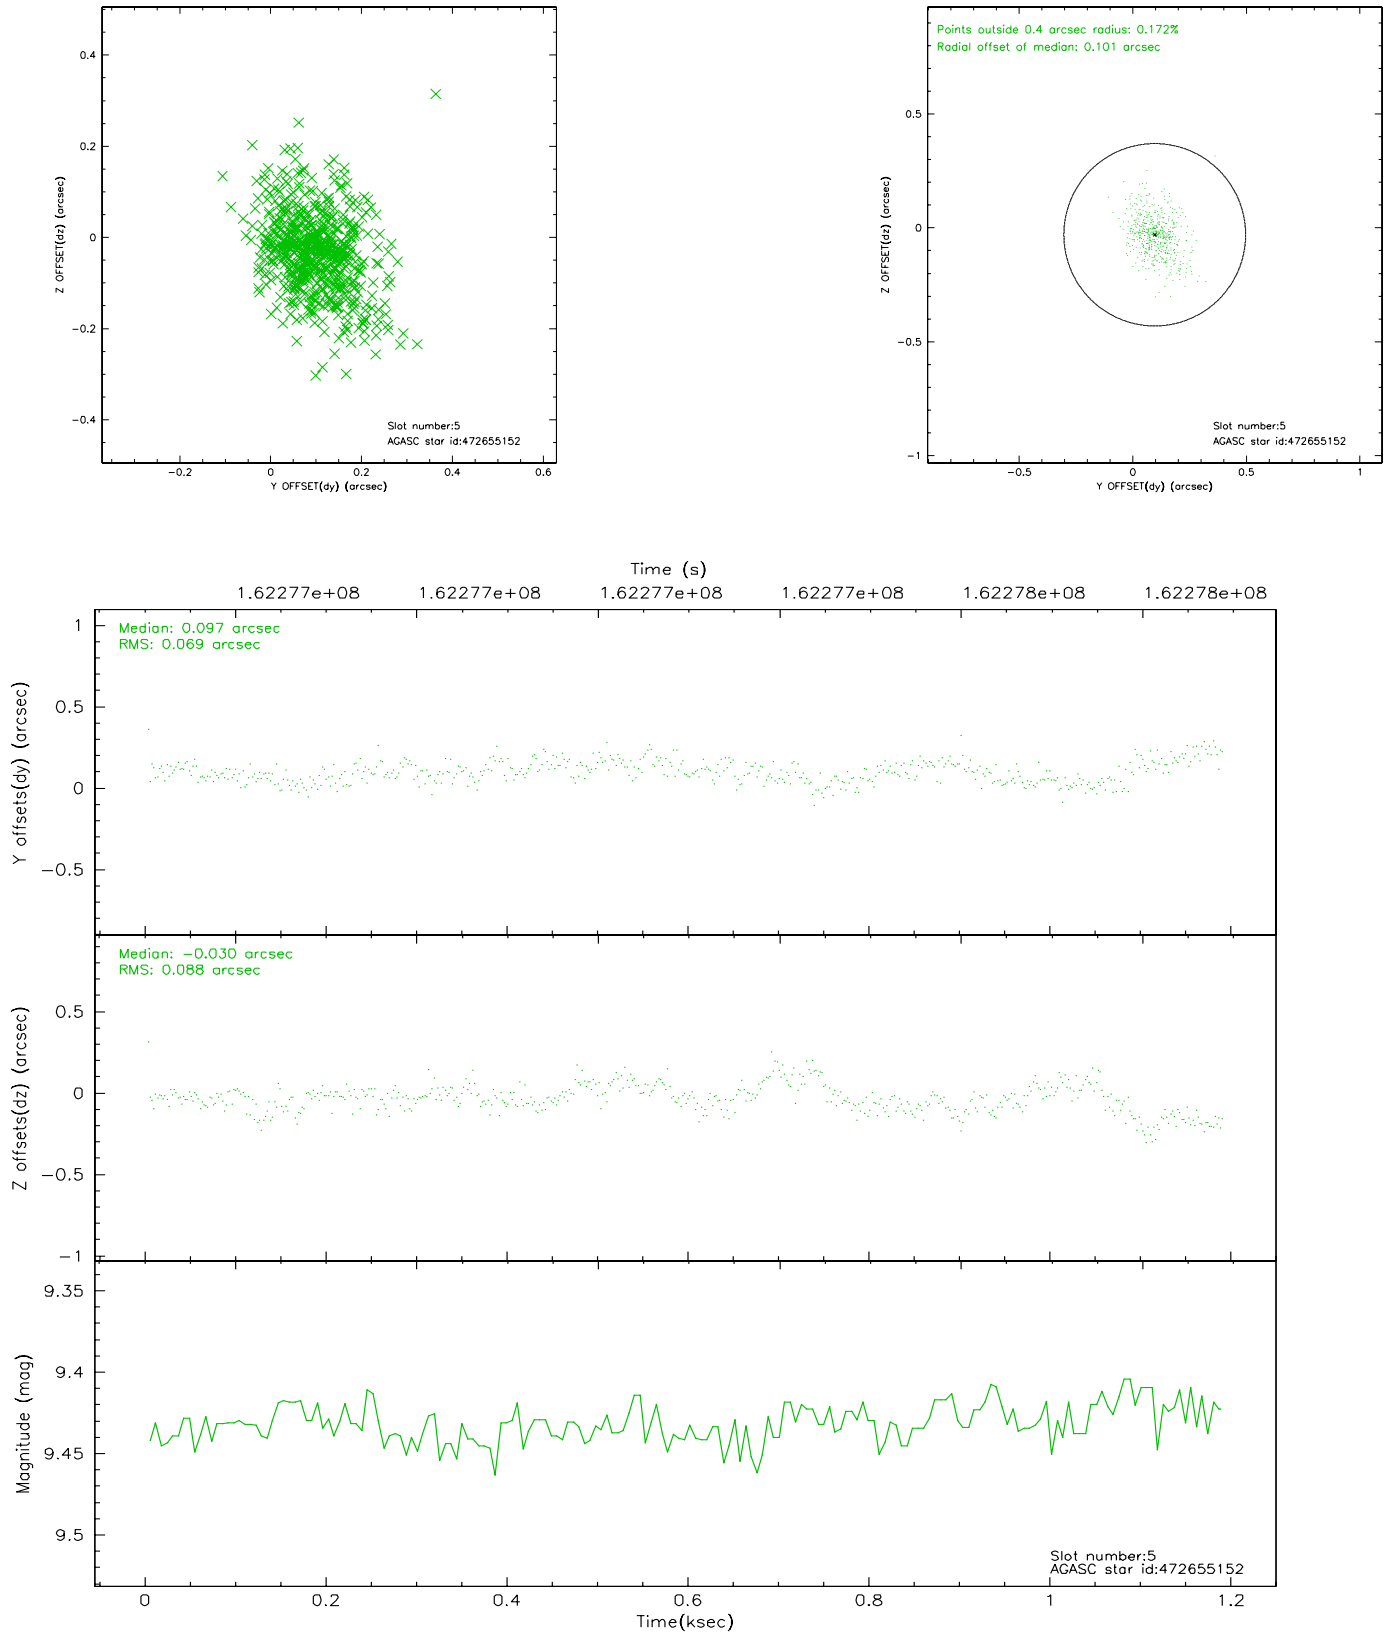 0.4
0.2
0
−0.2
−0.4
Z OFFSET(dz) (arcsec)
Slot number:5
AGASC star id:472655152
−0.2 0 0.2 0.4 0.6
Y OFFSET(dy) (arcsec)
Points outside 0.4 arcsec radius: 0.172%
Radial offset of median: 0.101 arcsec
0.5
0
−0.5
−1
Z OFFSET(dz) (arcsec)
Slot number:5
AGASC star id:472655152
−0.5 0 0.5 1
Y OFFSET(dy) (arcsec)
Time (s)
1.62277e+08 1.62277e+08 1.62277e+08 1.62277e+08 1.62278e+08 1.62278e+08
Median: 0.097 arcsec
RMS: 0.069 arcsec
1
0.5
0
−0.5
Y offsets(dy) (arcsec)
Median: −0.030 arcsec
RMS: 0.088 arcsec
0.5
0
−0.5
−1
Z offsets(dz) (arcsec)
9.35
9.4
9.45
9.5
Magnitude (mag)
Slot number:5
AGASC star id:472655152
0 0.2 0.4 0.6 0.8 1 1.2
Time(ksec)